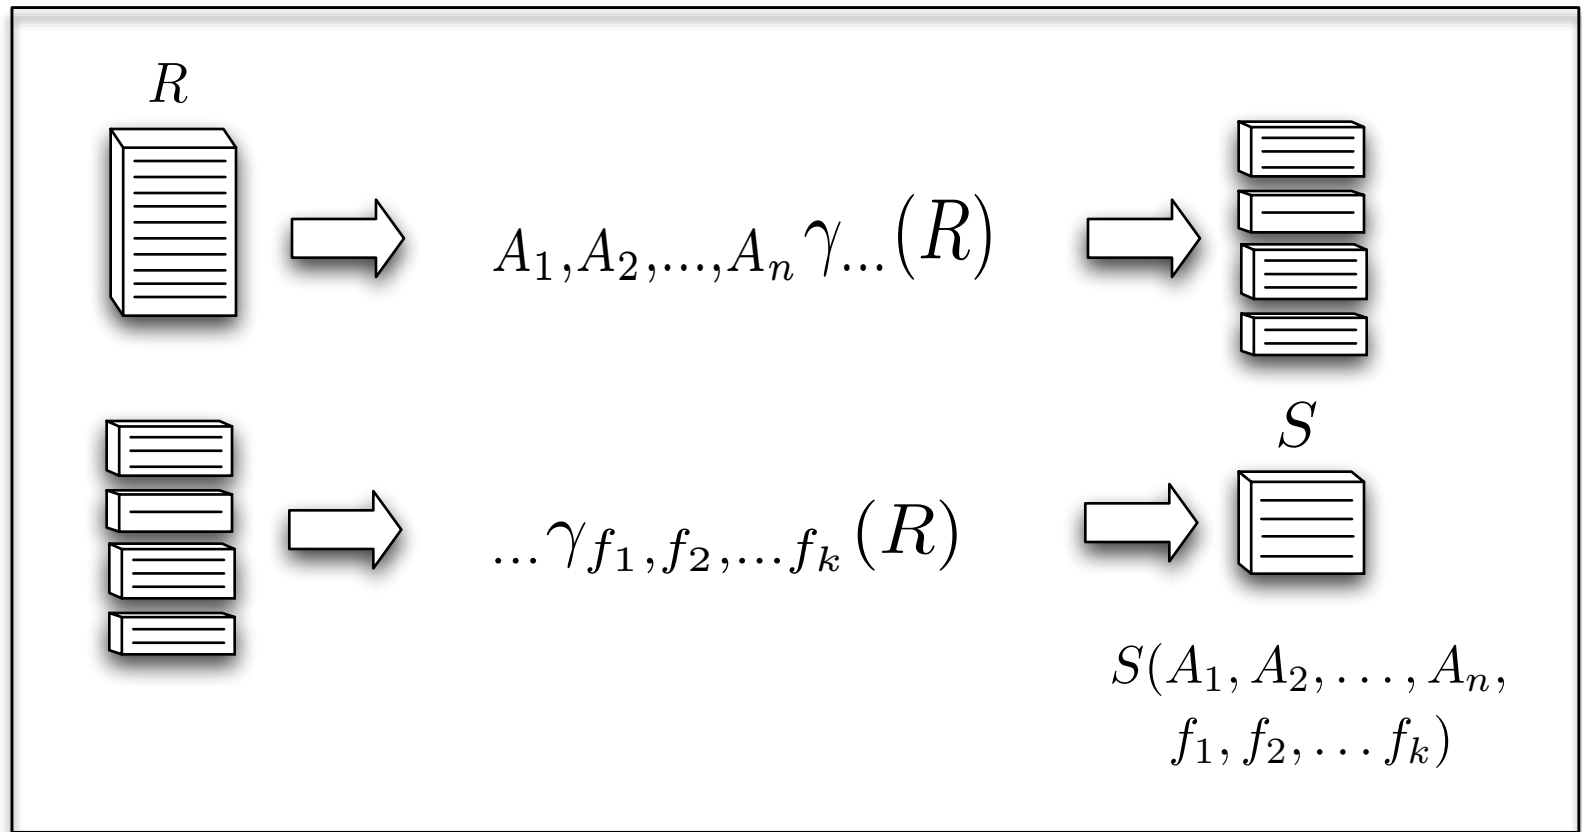 R
A₁,A₂,...,Aₙ γ...(R)
S
...γf₁,f₂,...fₖ(R)
S(A₁, A₂, . . . , Aₙ,
f₁, f₂, . . . fₖ)